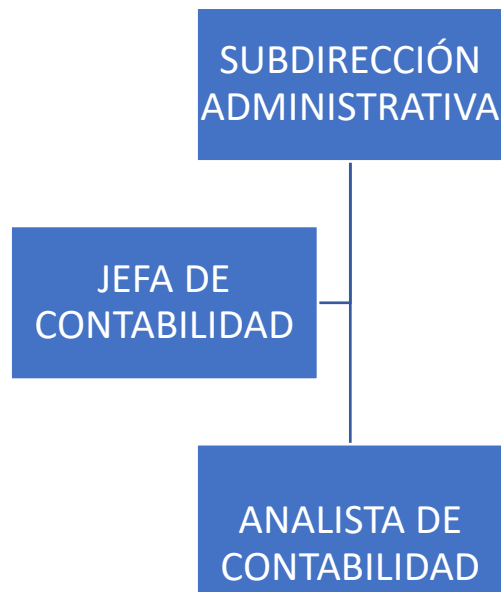 SUBDIRECCIÓN
ADMINISTRATIVA
JEFA DE
CONTABILIDAD
ANALISTA DE
CONTABILIDAD